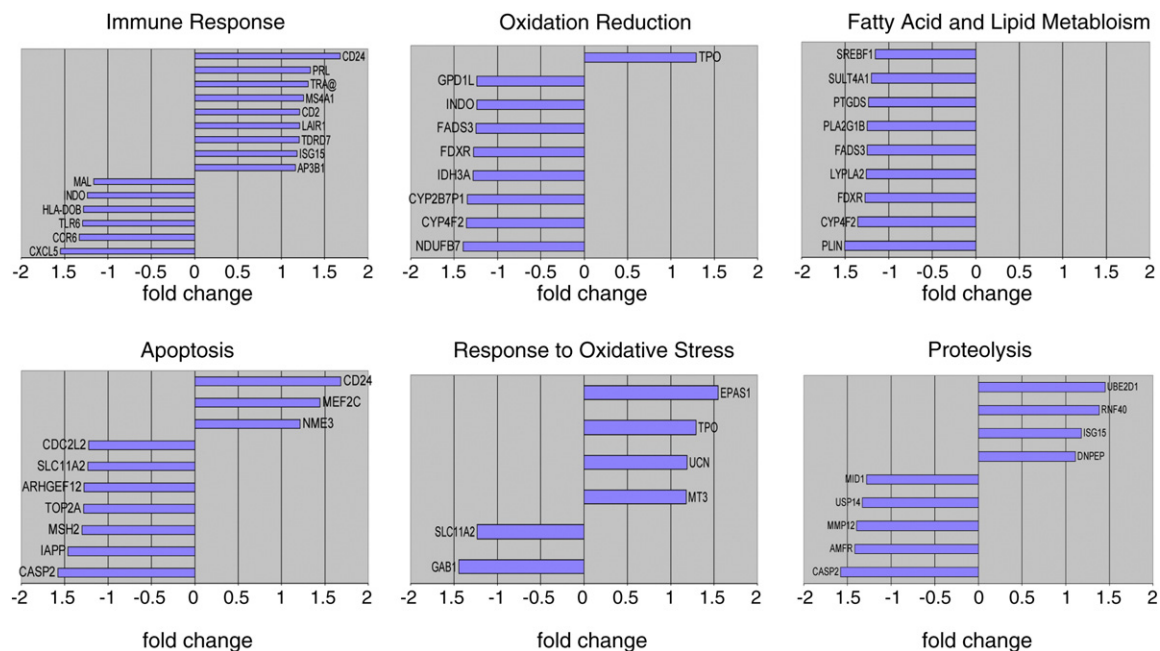 Immune Response
CD24
PRL
TRA@
MS4A1
CD2
LAIR1
TDRD7
ISG15
AP3B1
MAL
NDO
HLA-DOB
TLR6
CCR6
CXCL5
-2 -1.5 -1 -0.5 0 0.5 1 1.5 2
fold change
Oxidation Reduction
TPO
GPD1L
INDO
FADS3
FDXR
IDH3A
CYP2B7P1
CYP4F2
NDUFB7
-2 -1.5 -1 -0.5 0 0.5 1 1.5 2
fold change
Fatty Acid and Lipid Metabloism
SREBF1
SULT4A1
PTGDS
PLA2G1B
FADS3
LYPLA2
FDXR
CYP4F2
PLIN
-2 -1.5 -1 -0.5 0 0.5 1 1.5 2
fold change
Apoptosis
CD24
MEF2C
NME3
CDC2L2
SLC11A2
ARHGEF12
TOP2A
MSH2
IAPP
CASP2
-2 1.5 -1 -0.5 0 0.5 1 1.5 2
fold change
Response to Oxidative Stress
EPAS1
TPO
UCN
MT3
SLC11A2
GAB1
-2 -1.5 -1 -0.5 0 0.5 1 1.5 2
fold change
Proteolysis
UBE2D1
RNF40
ISG15
DNPEP
MID1
USP14
MMP12
AMFR
CASP2
-2 -1.5 -1 -0.5 0 0.5 1 1.5 2
fold change